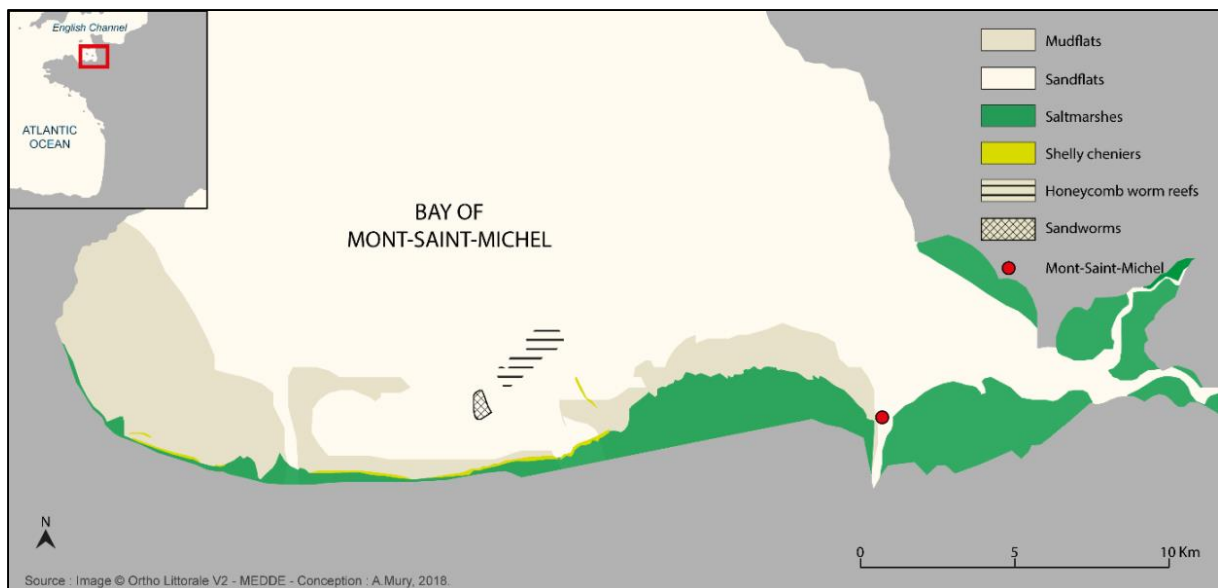 English Channel
ATLANTIC
OCEAN
BAY OF
MONT-SAINT-MICHEL
Mudflats
Sandflats
Saltmarshes
Shelly cheniers
Honeycomb worm reefs
Sandworms
Mont-Saint-Michel
N
0 5 10 Km
Source : Image © Ortho Littorale V2 - MEDDE - Conception : A.Mury, 2018.